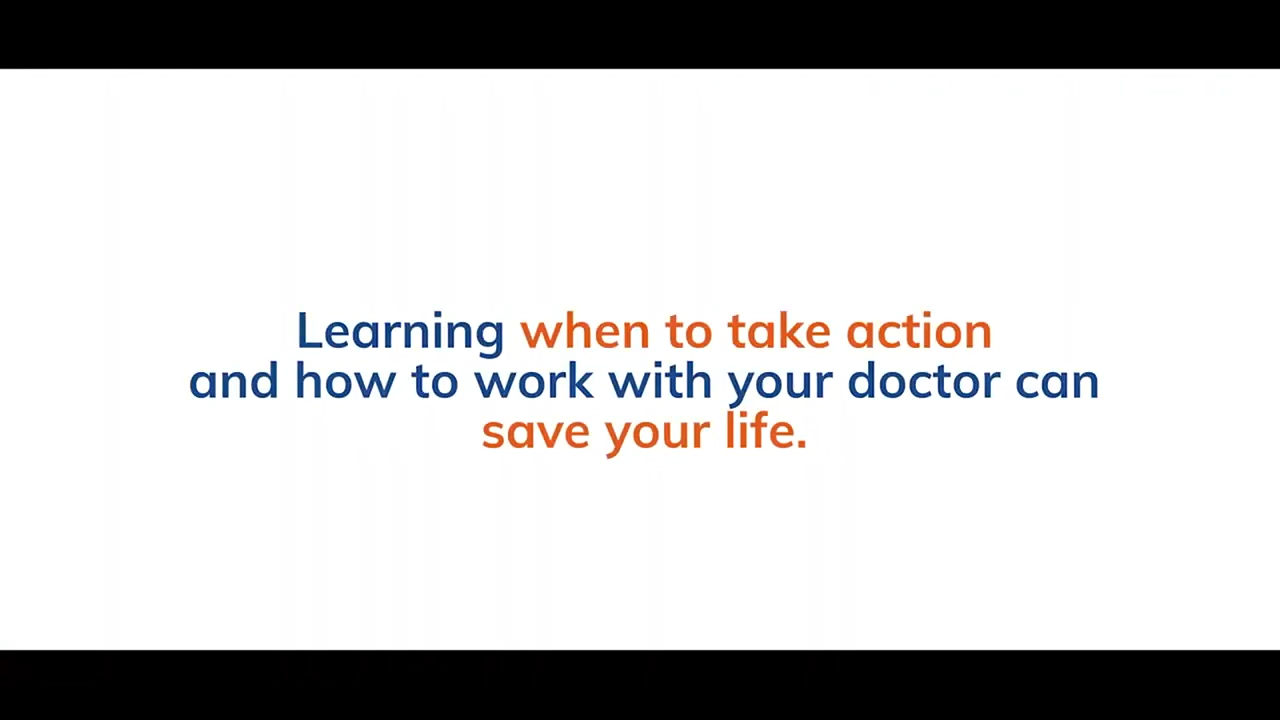 Learning when to take action
and how to work with your doctor can
save your life.